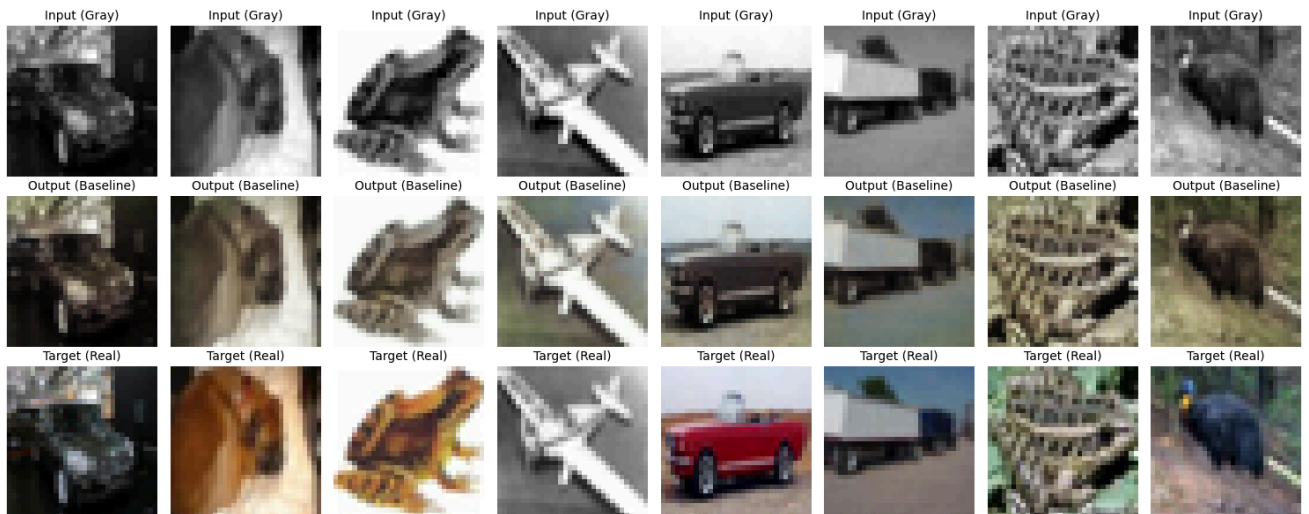 Input (Gray) Input (Gray) Input (Gray) Input (Gray) Input (Gray) Input (Gray) Input (Gray) Input (Gray)
Output (Baseline) Output (Baseline) Output (Baseline) Output (Baseline) Output (Baseline) Output (Baseline) Output (Baseline) Output (Baseline)
Target (Real) Target (Real) Target (Real) Target (Real) Target (Real) Target (Real) Target (Real) Target (Real)